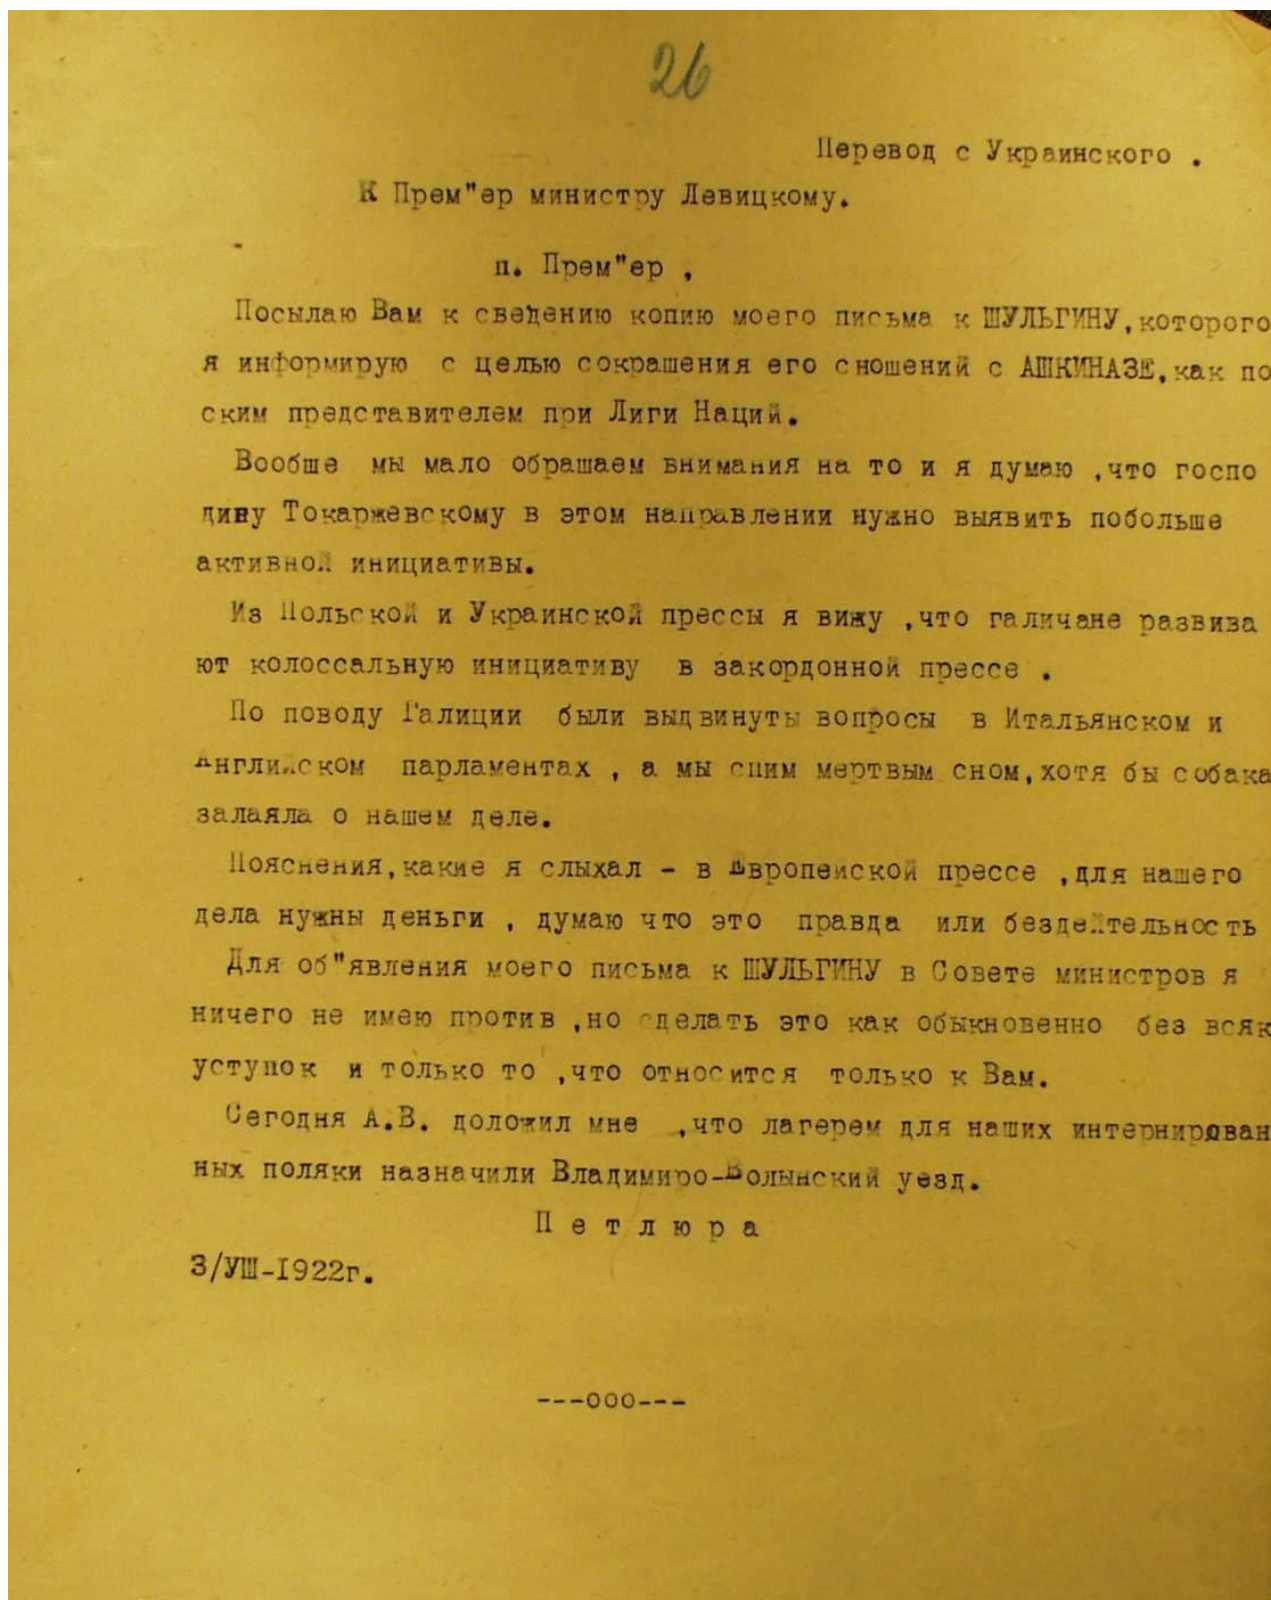 26
Перевод с Украинского .
К Прем"ер министру Левицкому.
п. Прем"ер ,
Посылаю Вам к сведению копию моего письма к ШУЛЬГИНУ,которого
я информирую с целью сокрашения его сношений с АШКИНАЗЕ,как по
ским представителем при Лиги Наций.
Вообше мы мало обрашаем внимания на то и я думаю ,что госпо
дину Токаржевскому в этом направлении нужно выявить побольше
активной инициативы.
Из Польской и Украинской прессы я вижу ,что галичане развива
ют колоссальную инициативу в закордонной прессе .
По поводу Галиции были выдвинуты вопросы в Итальянском и
Английском парламентах , а мы спим мертвым сном,хотя бы собака
залаяла о нашем деле.
Пояснения,какие я слыхал - в Европейской прессе ,для нашего
дела нужны деньги , думаю что это правда или бездейтельность
Для об"явления моего письма к ШУЛЬГИНУ в Совете министров я
ничего не имею против ,но сделать это как обыкновенно без всяк
уступок и только то ,что относится только к Вам.
Сегодня А.В. доложил мне ,что лагерем для наших интернирован
ных поляки назначили Владимиро-Волынский уезд.
П е т л ю р а
3/УШ-I922г.
---ооо---